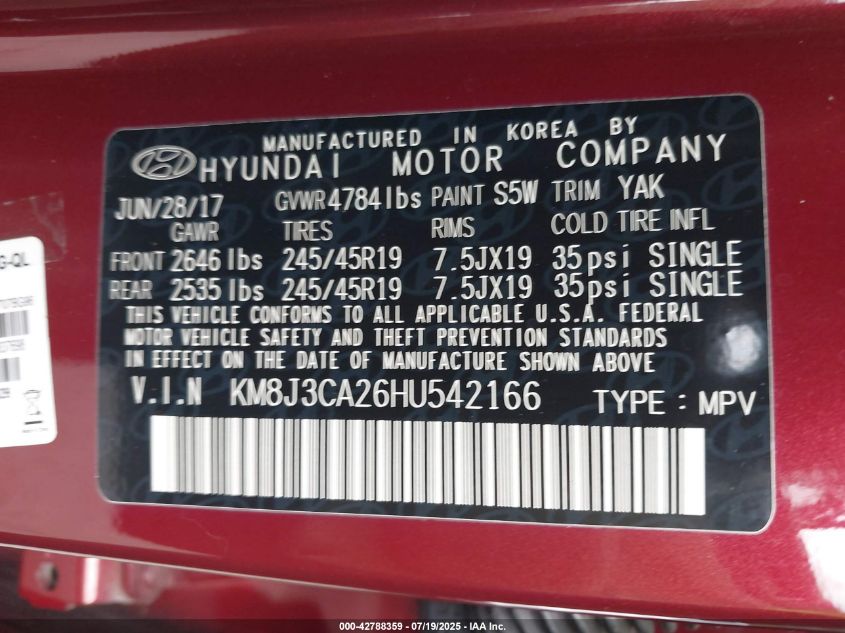 MANUFACTURED IN KOREA BY
HYUNDAI MOTOR COMPANY
JUN/28/17 GVWR 4784 lbs PAINT S5W TRIM YAK
GAWR TIRES RIMS COLD TIRE INFL
FRONT 2646 lbs 245/45R19 7.5JX19 35psi SINGLE
REAR 2535 lbs 245/45R19 7.5JX19 35psi SINGLE
THIS VEHICLE CONFORMS TO ALL APPLICABLE U.S.A. FEDERAL
MOTOR VEHICLE SAFETY AND THEFT PREVENTION STANDARDS
IN EFFECT ON THE DATE OF MANUFACTURE SHOWN ABOVE
V.I.N KM8J3CA26HU542166 TYPE : MPV
G-QL
000-42788359 - 07/19/2025 - IAA Inc.